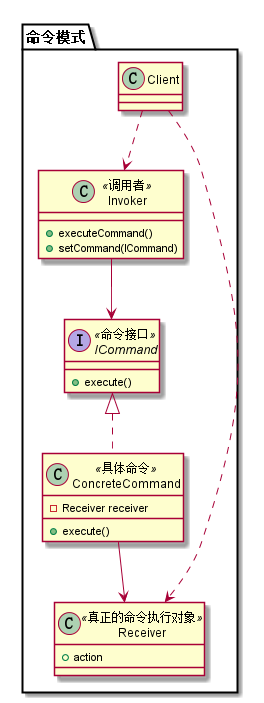 命令模式
C Client
«调用者»
C Invoker
executeCommand()
setCommand(ICommand)
«命令接口»
I ICommand
execute()
«具体命令»
C ConcreteCommand
Receiver receiver
execute()
«真正的命令执行对象»
C Receiver
action